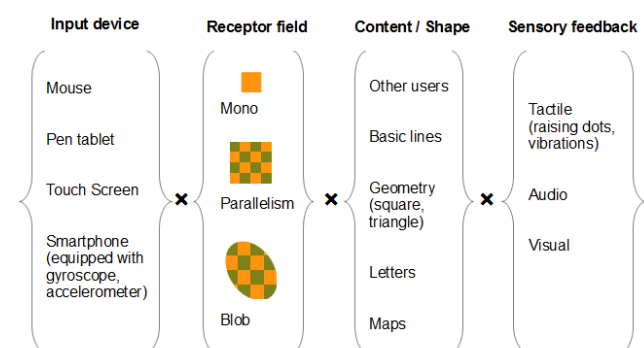 Input device
Receptor field
Content / Shape
Sensory feedback
Mouse
Pen tablet
Touch Screen
Smartphone
(equipped with
gyroscope,
accelerometer)
×
Mono
Parallelism
Blob
×
Other users
Basic lines
Geometry
(square,
triangle)
Letters
Maps
×
Tactile
(raising dots,
vibrations)
Audio
Visual